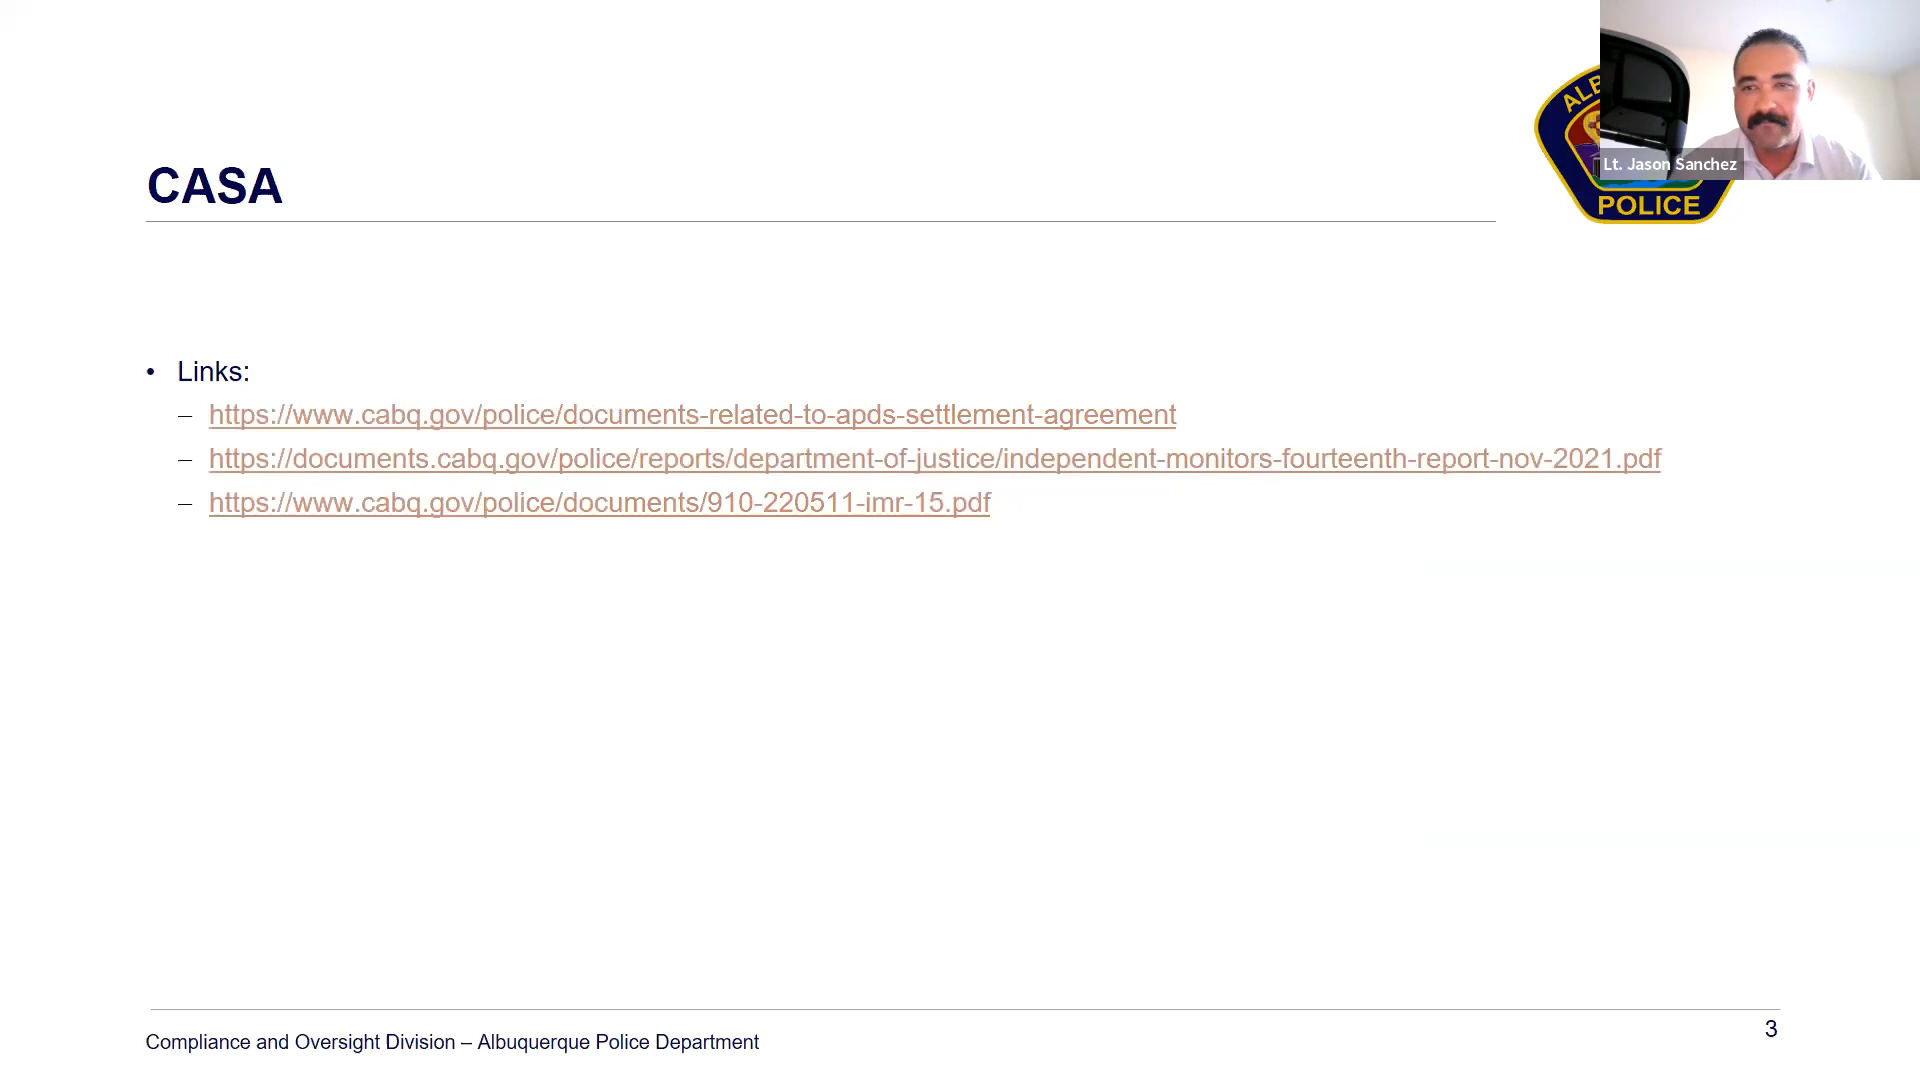 CASA
Lt. Jason Sanchez
POLICE
• Links:
– https://www.cabq.gov/police/documents-related-to-apds-settlement-agreement
– https://documents.cabq.gov/police/reports/department-of-justice/independent-monitors-fourteenth-report-nov-2021.pdf
– https://www.cabq.gov/police/documents/910-220511-imr-15.pdf
Compliance and Oversight Division – Albuquerque Police Department
3